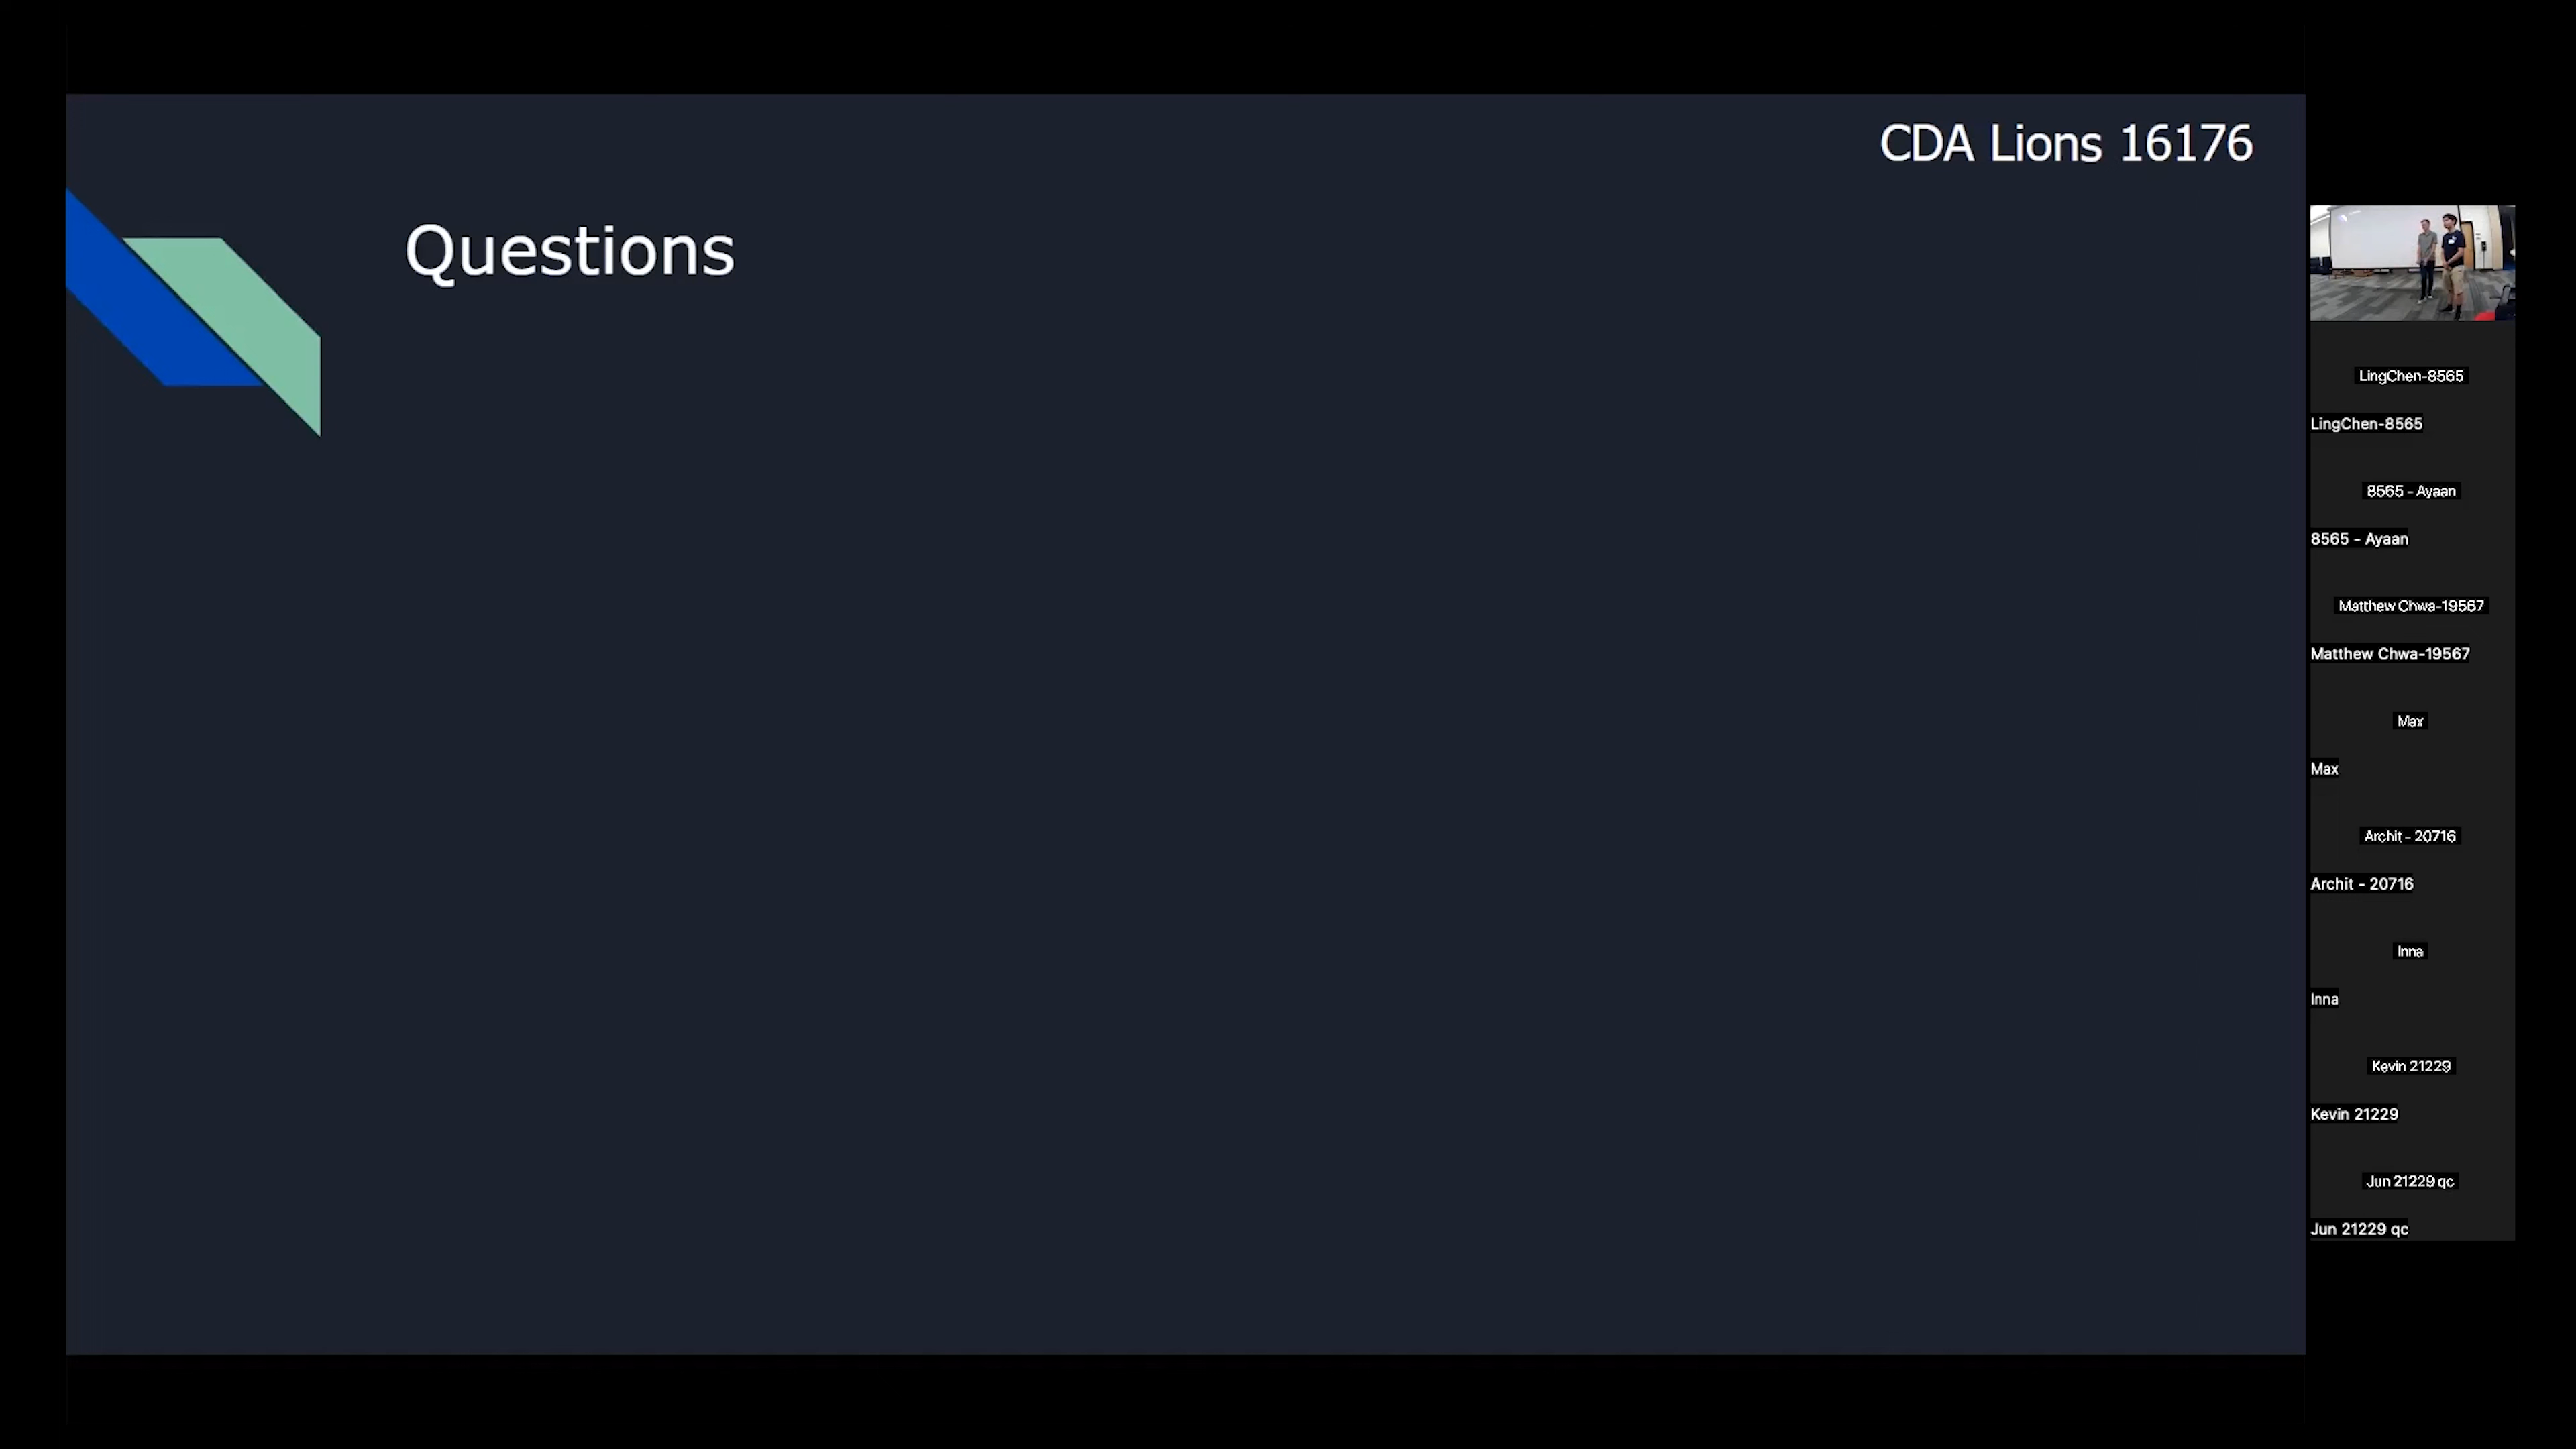 CDA Lions 16176
Questions
LingChen-8565
LingChen-8565
8565 - Ayaan
8565 - Ayaan
Matthew Chwa-19567
Matthew Chwa-19567
Max
Max
Archit - 20716
Archit - 20716
Inna
Inna
Kevin 21229
Kevin 21229
Jun 21229 qc
Jun 21229 qc